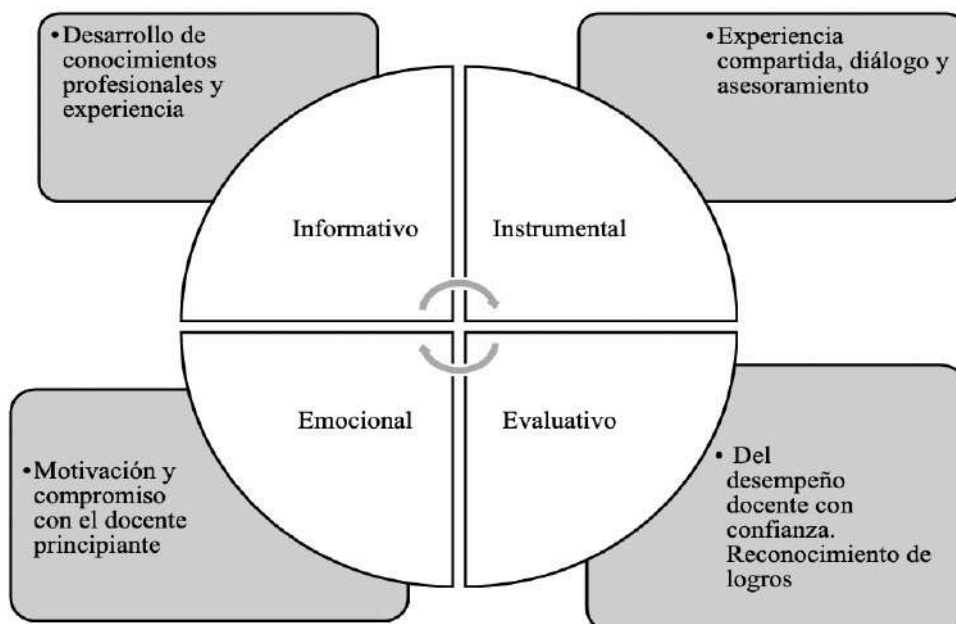 •Desarrollo de
conocimientos
profesionales y
experiencia
•Experiencia
compartida, diálogo y
asesoramiento
Informativo
Instrumental
Emocional
Evaluativo
•Motivación y
compromiso
con el docente
principiante
• Del
desempeño
docente con
confianza.
Reconocimiento de
logros